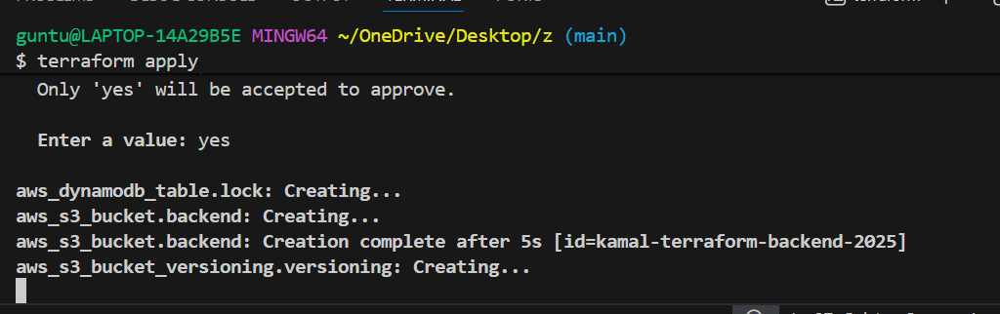 guntu@LAPTOP-14A29B5E MINGW64 ~/OneDrive/Desktop/z (main)
$ terraform apply
Only 'yes' will be accepted to approve.
Enter a value: yes
aws_dynamodb_table.lock: Creating...
aws_s3_bucket.backend: Creating...
aws_s3_bucket.backend: Creation complete after 5s [id=kamal-terraform-backend-2025]
aws_s3_bucket_versioning.versioning: Creating...